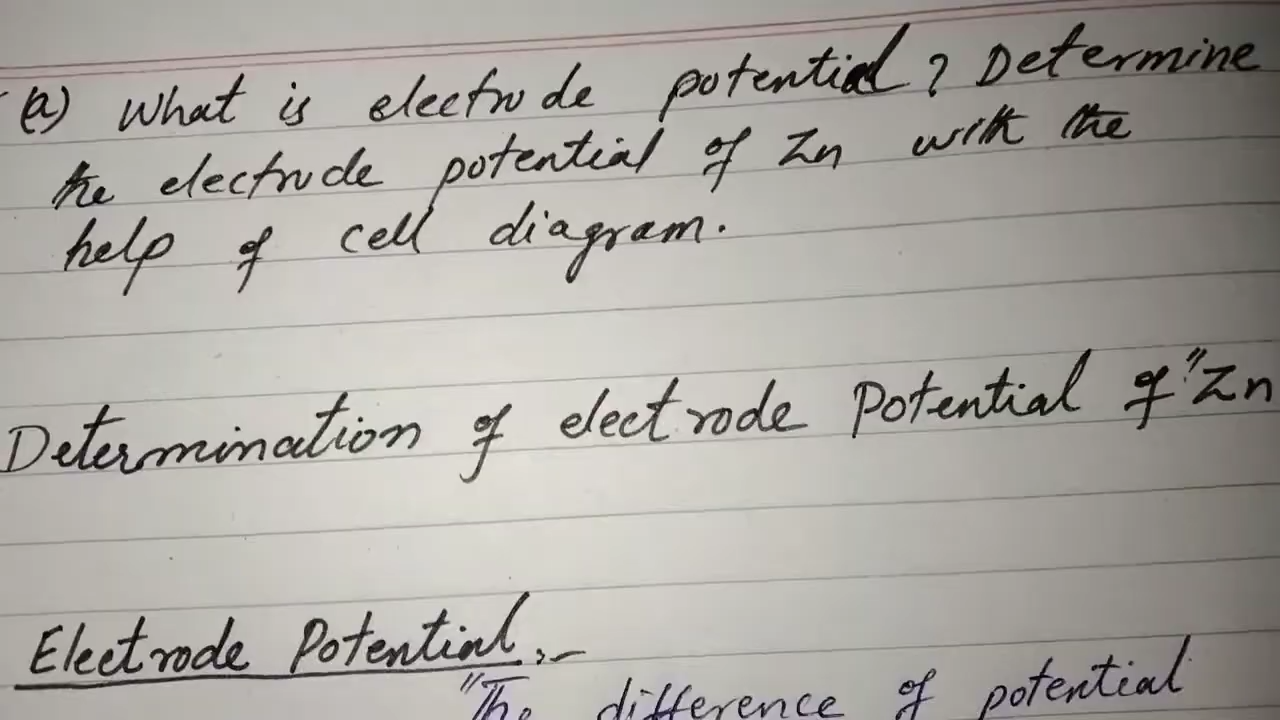 (a) What is electrode potential? Determine
the electrode potential of Zn with the
help of cell diagram.
Determination of electrode Potential of "Zn
Electrode Potential:-
"The difference of potential